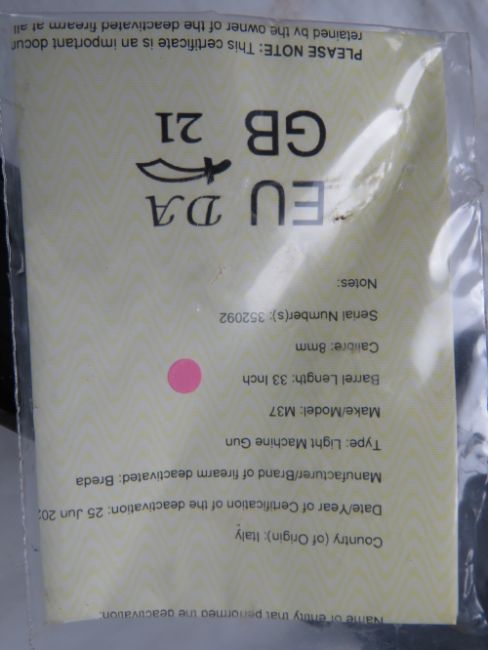 Name of entity that performed the deactivation:
Country (of Origin): Italy
Date/Year of Certification of the deactivation: 25 Jun 202
Manufacturer/Brand of firearm deactivated: Breda
Type: Light Machine Gun
Make/Model: M37
Barrel Length: 33 Inch
Calibre: 8mm
Serial Number(s): 352092
Notes:
EU DA
GB 21
PLEASE NOTE: This certificate is an important docu
retained by the owner of the deactivated firearm at all